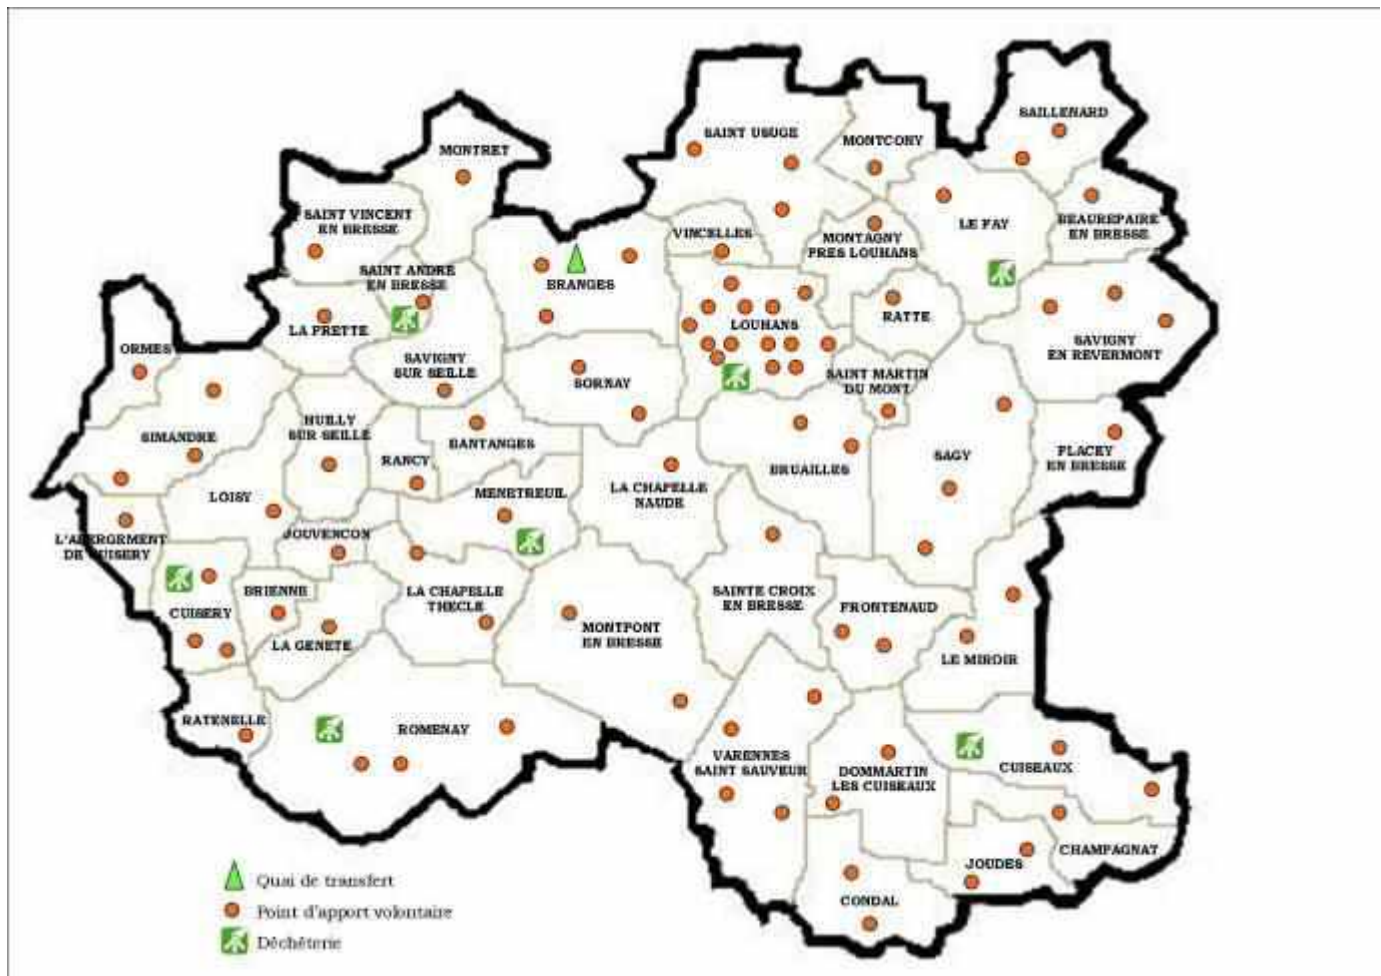 SAILLENARD
SAINT USUGE
MONTCONY
MONTRET
SAINT VINCENT
EN BRESSE
LE FAY
BEAUREPAIRE
EN BRESSE
VINCELLES
MONTAGNY
PRES LOUHANS
SAINT ANDRE
EN BRESSE
BRANGES
LA FRETTE
LOUHANS
RATTE
SAVIGNY
EN REVERMONT
ORMES
SAVIGNY
SUR SEILLE
SORNAY
SAINT MARTIN
DU MONT
HUILLY
SUR SEILLE
SIMANDRE
BANTANGES
RANCY
BRUAILLES
SAGY
FLACEY
EN BRESSE
LOISY
MENETREUIL
LA CHAPELLE
NAUDE
L'ABERGEMENT
DE CUISERY
JOUVENCON
BRIENNE
LA CHAPELLE
THECLE
SAINTE CROIX
EN BRESSE
FRONTENAUD
CUISERY
LA GENETE
MONTPONT
EN BRESSE
LE MIROIR
RATENELLE
ROMENAY
VARENNES
SAINT SAUVEUR
DOMMARTIN
LES CUISEAUX
CUISEAUX
CHAMPAGNAT
JOUDES
CONDAL
Quai de transfert
Point d'apport volontaire
Déchèterie